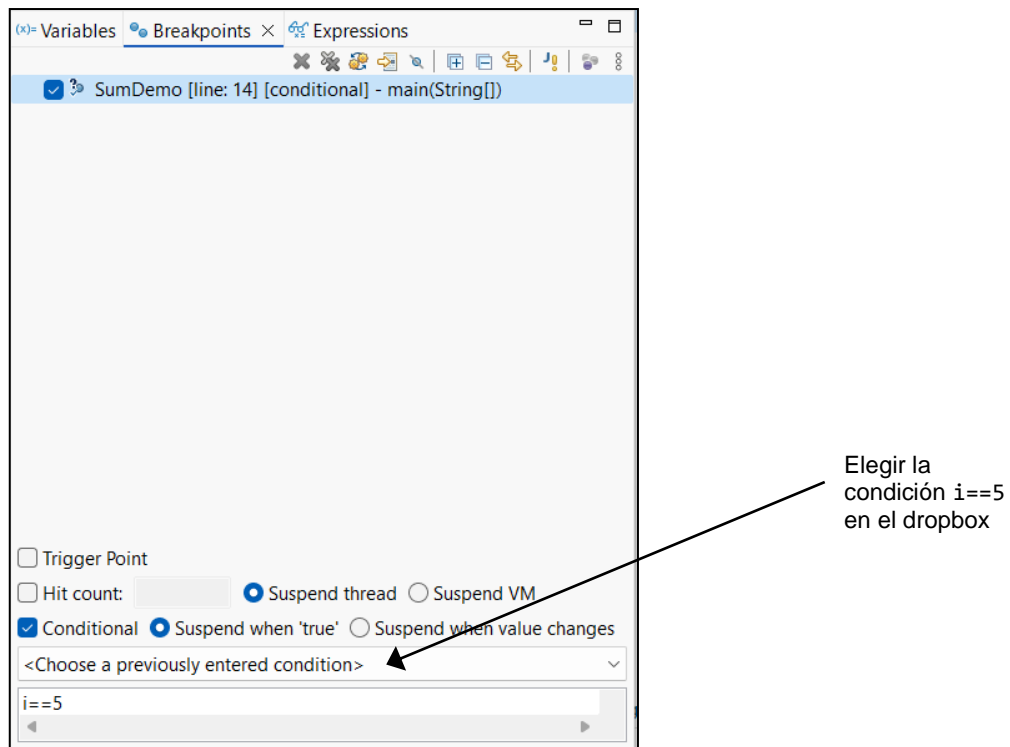 (x)= Variables Breakpoints Expressions
SumDemo [line: 14] [conditional] - main(String[])
Elegir la
condición i==5
en el dropbox
Trigger Point
Hit count: Suspend thread Suspend VM
Conditional Suspend when 'true' Suspend when value changes
<Choose a previously entered condition>
i==5